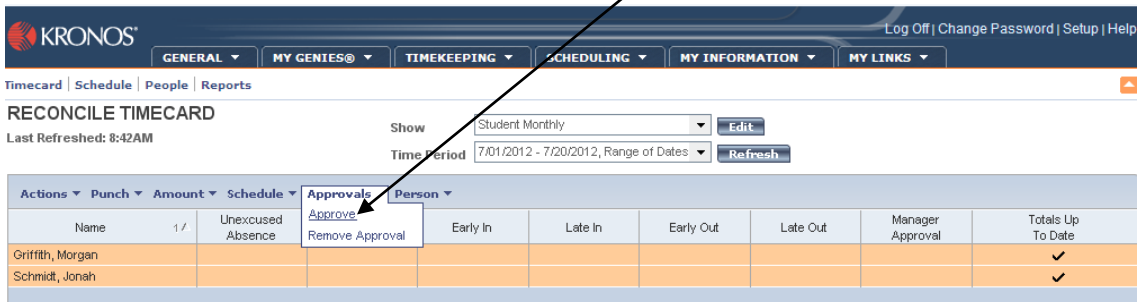 KRONOS®
Log Off | Change Password | Setup | Help
GENERAL MY GENIES® TIMEKEEPING SCHEDULING MY INFORMATION MY LINKS
Timecard | Schedule | People | Reports
RECONCILE TIMECARD
Last Refreshed: 8:42AM
Show Student Monthly Edit
Time Period 7/01/2012 - 7/20/2012, Range of Dates Refresh
Actions Punch Amount Schedule Approvals Person
Approve
Remove Approval
Name 1 Unexcused Absence Early In Late In Early Out Late Out Manager Approval Totals Up To Date
Griffith, Morgan
Schmidt, Jonah